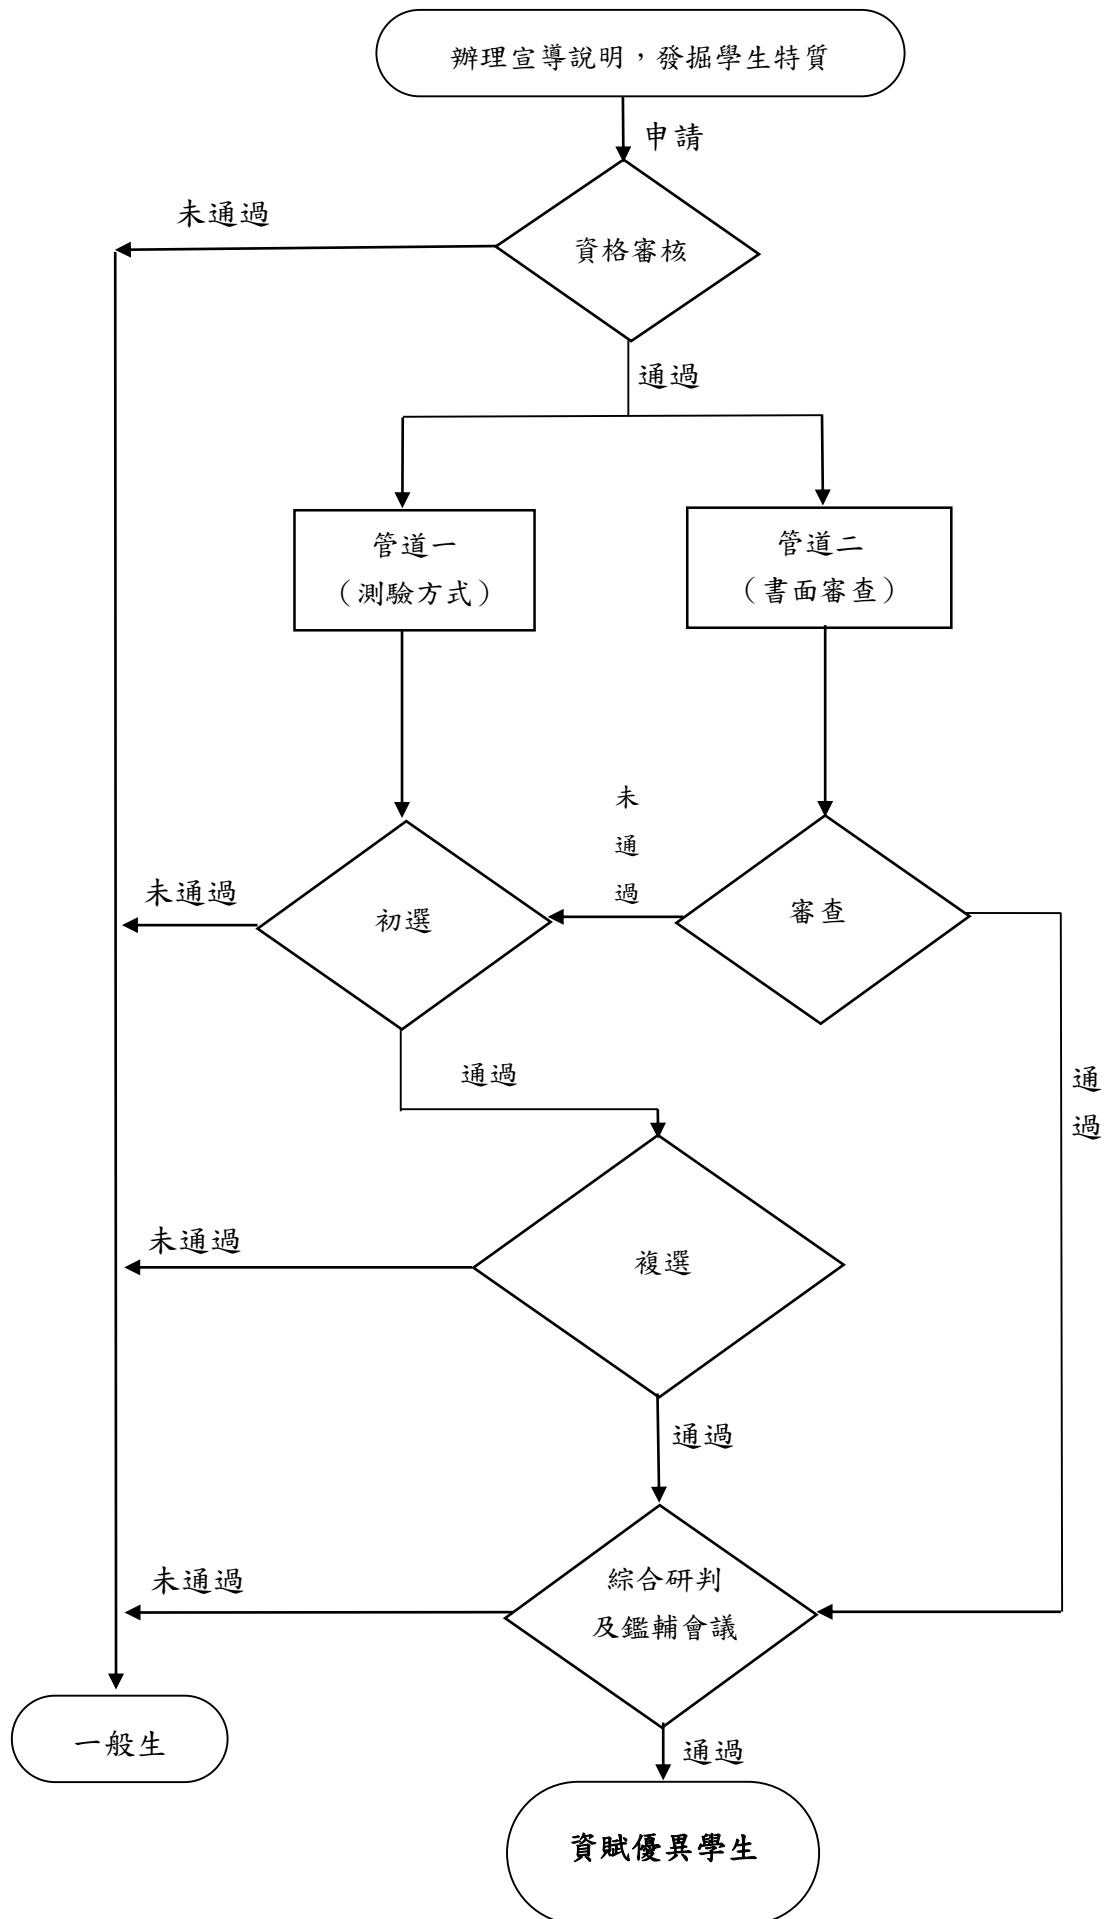 辦理宣導說明，發掘學生特質
申請
未通過
資格審核
通過
管道一
（測驗方式）
管道二
（書面審查）
未
通
過
未通過
初選
審查
通過
通
過
未通過
複選
通過
未通過
綜合研判
及鑑輔會議
一般生
通過
資賦優異學生